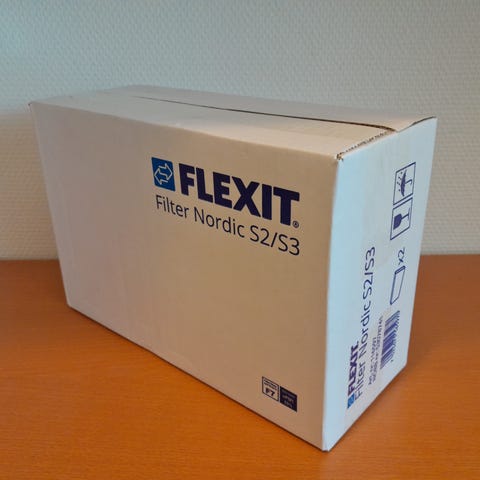 FLEXIT®
Filter Nordic S2/S3
F7
FLEXIT
Filter Nordic S2/S3
X2